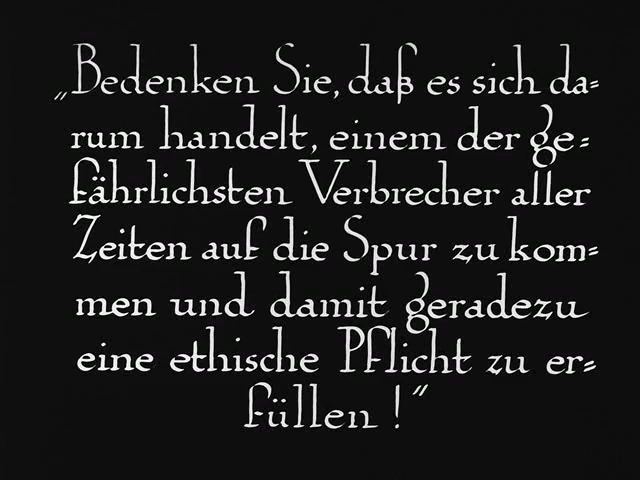 „Bedenken Sie, daß es sich da=
rum handelt, einem der ge=
fährlichsten Verbrecher aller
Zeiten auf die Spur zu kom=
men und damit geradezu
eine ethische Pflicht zu er=
füllen!“